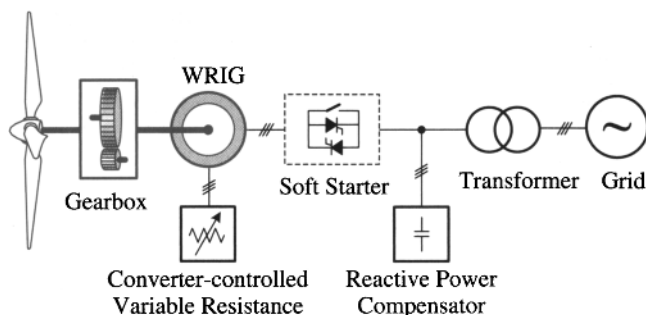 WRIG
Gearbox
Soft Starter
Transformer
Grid
Converter-controlled
Variable Resistance
Reactive Power
Compensator